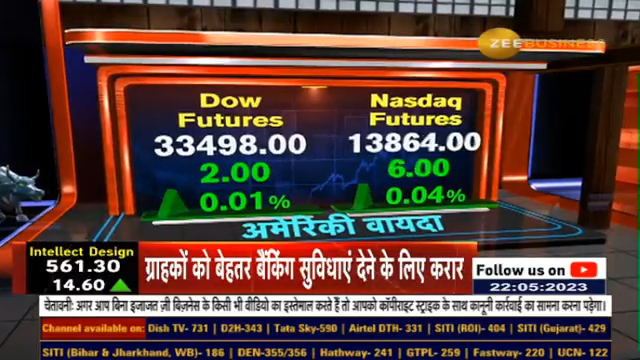 ZEE BUSINESS
Dow Futures
33498.00
2.00
0.01%
Nasdaq Futures
13864.00
6.00
0.04%
अमेरिकी वायदा
Intellect Design
561.30
14.60
ग्राहकों को बेहतर बैंकिंग सुविधाएं देने के लिए करार
Follow us on
22:05:2023
चेतावनी: अगर आप बिना इजाजत ज़ी बिज़नेस के किसी भी वीडियो का इस्तेमाल करते हैं तो आपको कॉपीराइट स्ट्राइक के साथ कानूनी कार्रवाई का सामना करना पड़ेगा।
Channel available on: Dish TV- 731 | D2H-343 | Tata Sky-590 | Airtel DTH-331 | SITI (ROI) - 404 | SITI (Gujarat) - 429
SITI (Bihar & Jharkhand, WB)- 186 | DEN-355/356 | Hathway-241 | GTPL-259 | Fastway-220 | UCN - 122